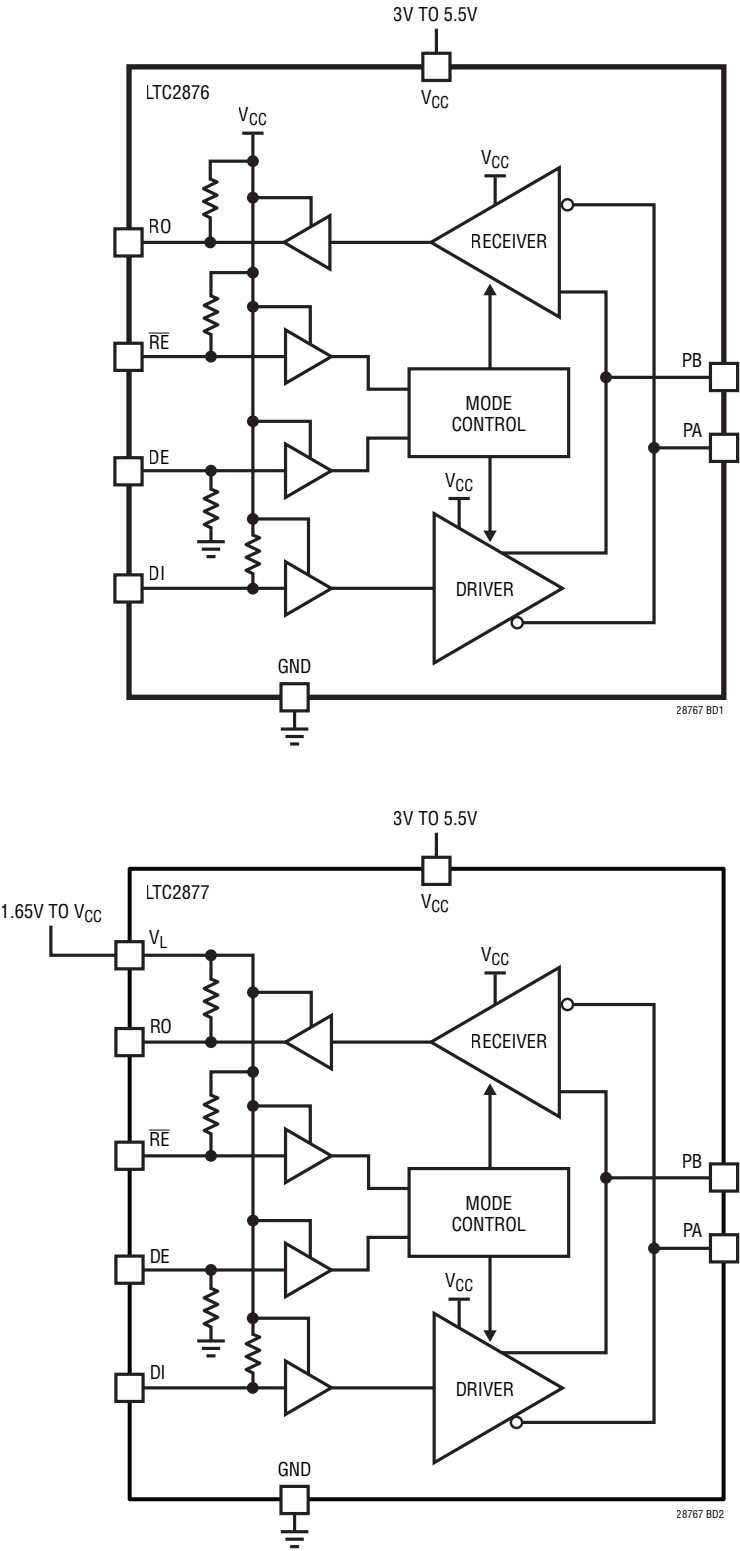 3V TO 5.5V
VCC
LTC2876
VCC
VCC
RO
RECEIVER
RE
PB
MODE
CONTROL
PA
DE
VCC
DI
DRIVER
GND
28767 BD1
3V TO 5.5V
VCC
LTC2877
1.65V TO VCC
VL
VCC
RO
RECEIVER
RE
PB
MODE
CONTROL
PA
DE
VCC
DI
DRIVER
GND
28767 BD2